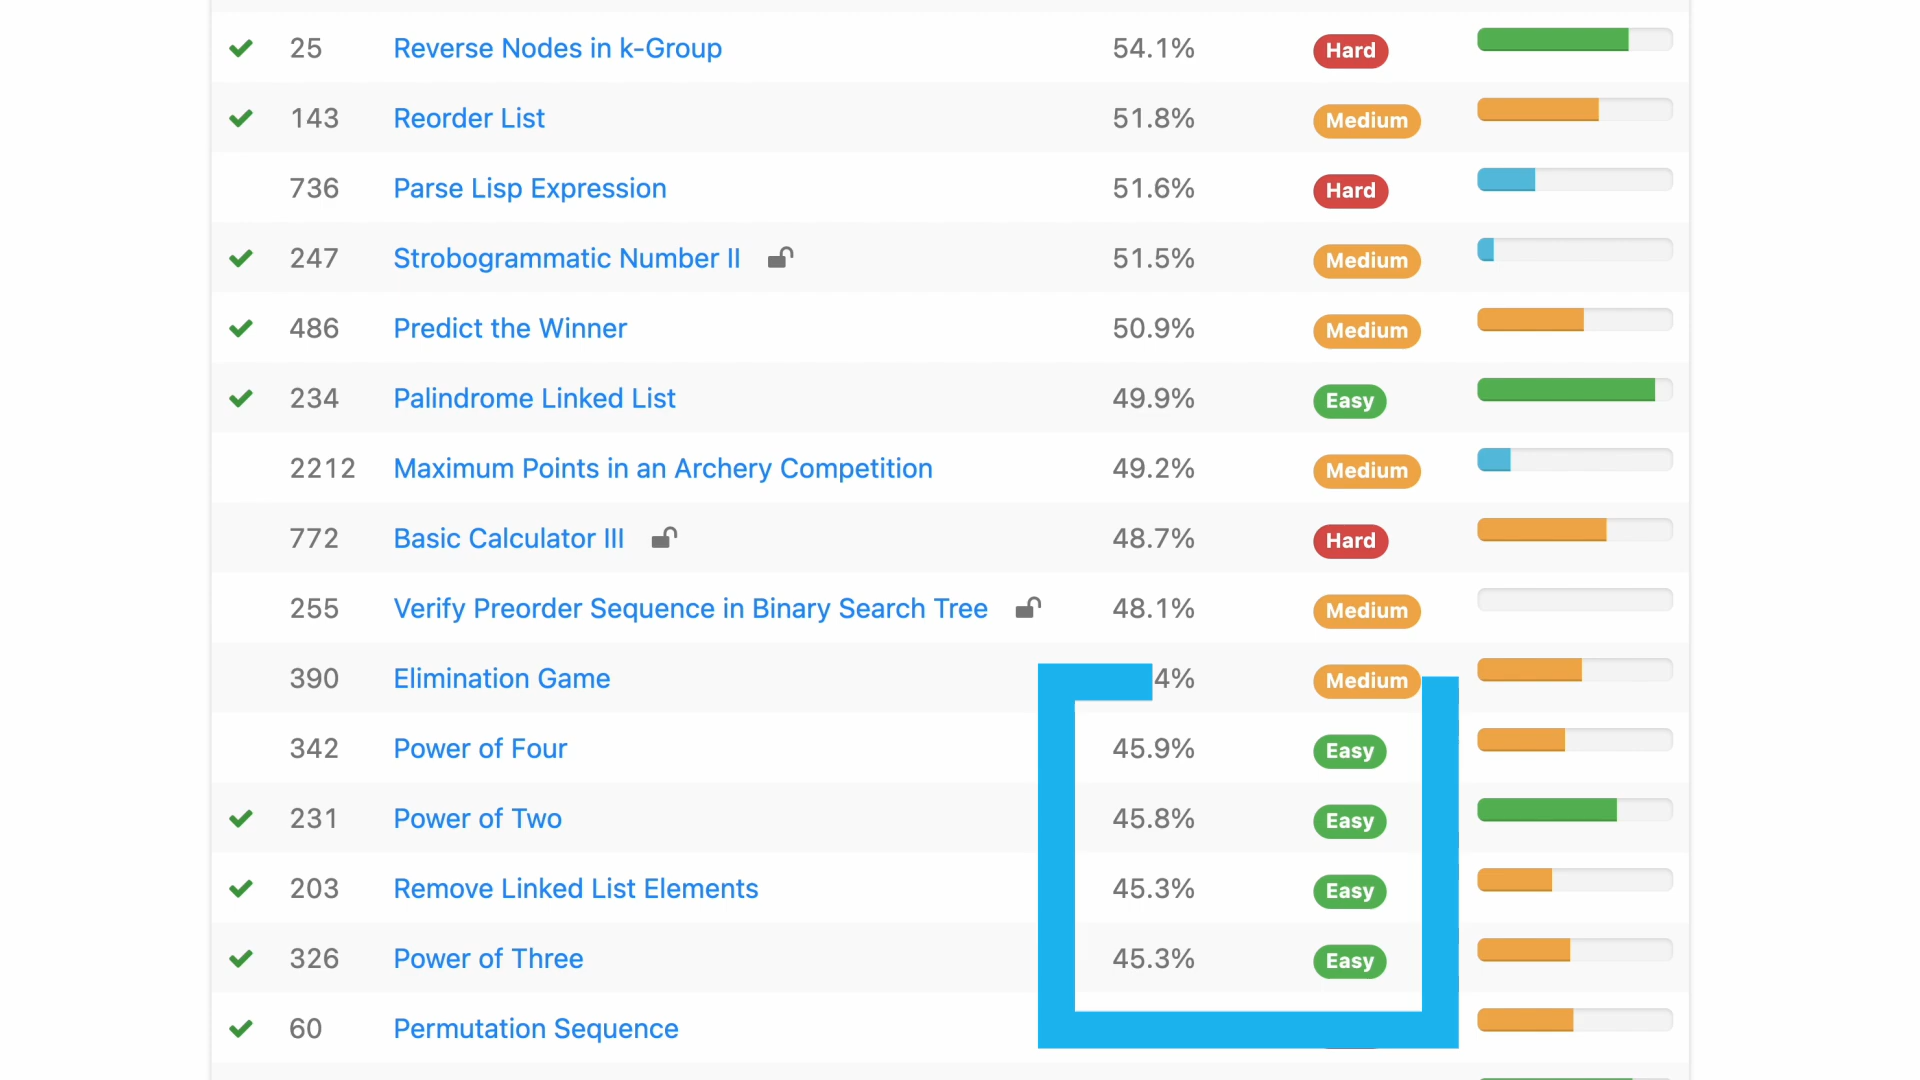 25 Reverse Nodes in k-Group 54.1% Hard
143 Reorder List 51.8% Medium
736 Parse Lisp Expression 51.6% Hard
247 Strobogrammatic Number II 51.5% Medium
486 Predict the Winner 50.9% Medium
234 Palindrome Linked List 49.9% Easy
2212 Maximum Points in an Archery Competition 49.2% Medium
772 Basic Calculator III 48.7% Hard
255 Verify Preorder Sequence in Binary Search Tree 48.1% Medium
390 Elimination Game 4% Medium
342 Power of Four 45.9% Easy
231 Power of Two 45.8% Easy
203 Remove Linked List Elements 45.3% Easy
326 Power of Three 45.3% Easy
60 Permutation Sequence